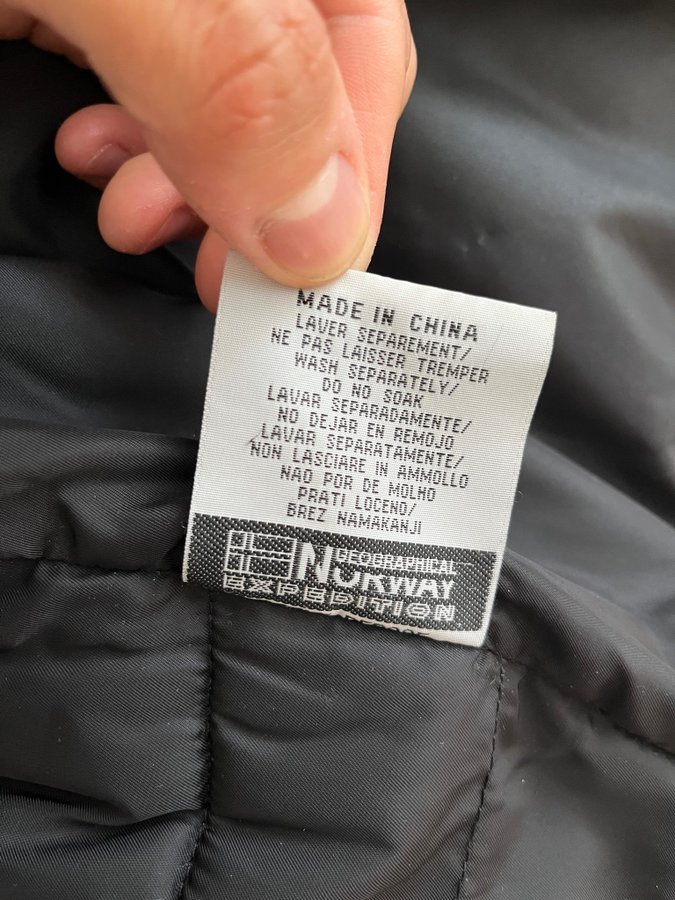 MADE IN CHINA
LAVER SEPAREMENT/
NE PAS LAISSER TREMPER
WASH SEPARATELY/
DO NO SOAK
LAVAR SEPARADAMENTE/
NO DEJAR EN REMOJO
LAVAR SEPARATAMENTE/
NON LASCIARE IN AMMOLLO
NAO POR DE MOLHO
PRATI LOCENO/
BREZ NAMAKANJI
GEOGRAPHICAL
NORWAY
EXPEDITION